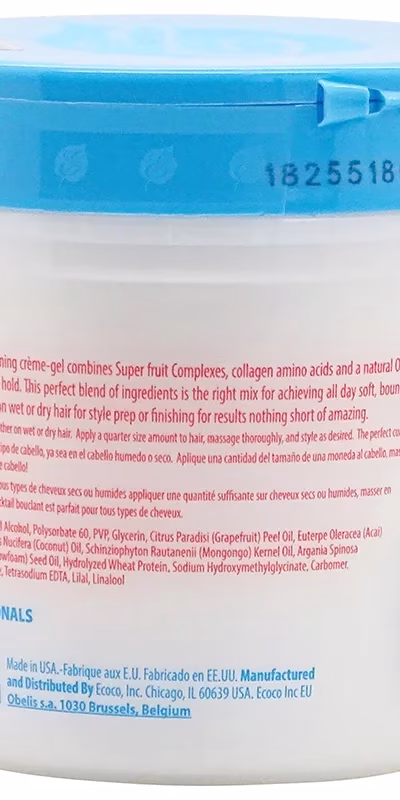 1825518
ning crème-gel combines Super fruit Complexes, collagen amino acids and a natural O
hold. This perfect blend of ingredients is the right mix for achieving all day soft, boun
on wet or dry hair for style prep or finishing for results nothing short of amazing.
ther on wet or dry hair. Apply a quarter size amount to hair, massage thoroughly, and style as desired. The perfect co
ipo de cabello, ya sea en el cabello humedo o seco. Aplique una cantidad del tamaño de una moneda al cabello, mas
e cabello!
ous types de cheveux secs ou humides appliquer une quantité suffisante sur cheveux secs ou humides, masser en
cktail bouclant est parfait pour tous types de cheveux.
l Alcohol, Polysorbate 60, PVP, Glycerin, Citrus Paradisi (Grapefruit) Peel Oil, Euterpe Oleracea (Acai)
s Nucifera (Coconut) Oil, Schinziophyton Rautanenii (Mongongo) Kernel Oil, Argania Spinosa
owfoam) Seed Oil, Hydrolyzed Wheat Protein, Sodium Hydroxymethylglycinate, Carbomer,
e, Tetrasodium EDTA, Lilal, Linalool
ONALS
Made in USA.-Fabrique aux E.U. Fabricado en EE.UU. Manufactured
and Distributed By Ecoco, Inc. Chicago, IL 60639 USA. Ecoco Inc EU
Obelis s.a. 1030 Brussels, Belgium